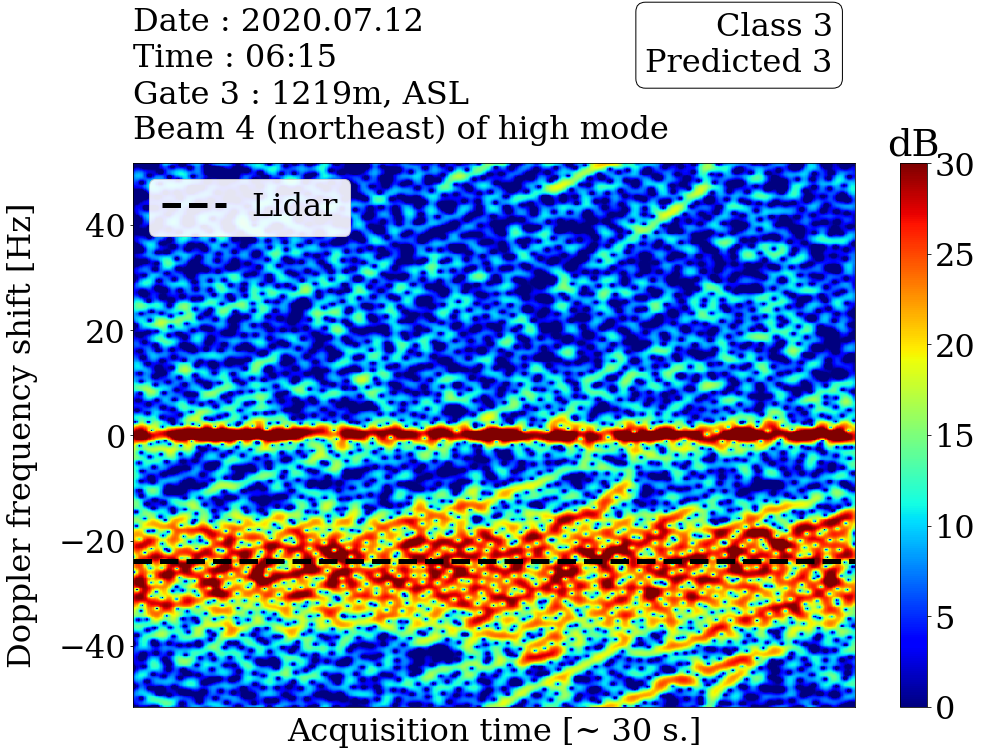 Date : 2020.07.12
Time : 06:15
Gate 3 : 1219m, ASL
Beam 4 (northeast) of high mode
Class 3
Predicted 3
dB
Lidar
Doppler frequency shift [Hz]
40
20
0
−20
−40
30
25
20
15
10
5
0
Acquisition time [~ 30 s.]